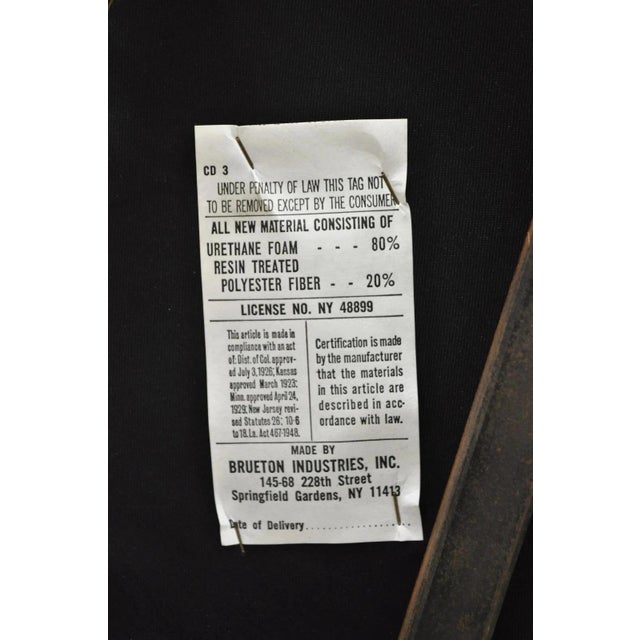 CD 3
UNDER PENALTY OF LAW THIS TAG NOT
TO BE REMOVED EXCEPT BY THE CONSUMER
ALL NEW MATERIAL CONSISTING OF
URETHANE FOAM - - - 80%
RESIN TREATED
POLYESTER FIBER - - 20%
LICENSE NO. NY 48899
This article is made in
compliance with an act
of: Dist. of Col. approv-
ed July 3, 1926; Kansas
approved March 1923;
Minn. approved April 24,
1929; New Jersey revi-
sed Statutes 26: 10-6
to 18. La. Act 467-1948.
Certification is made
by the manufacturer
that the materials
in this article are
described in acc-
ordance with law.
MADE BY
BRUETON INDUSTRIES, INC.
145-68 228th Street
Springfield Gardens, NY 11413
Date of Delivery...................